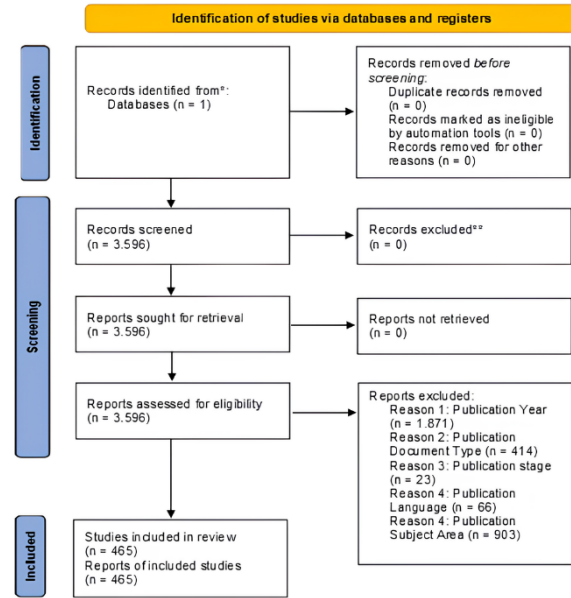 Identification of studies via databases and registers
Identification
Records identified from*:
Databases (n = 1)
Records removed before
screening:
Duplicate records removed
(n = 0)
Records marked as ineligible
by automation tools (n = 0)
Records removed for other
reasons (n = 0)
Screening
Records screened
(n = 3.596)
Records excluded**
(n = 0)
Reports sought for retrieval
(n = 3.596)
Reports not retrieved
(n = 0)
Reports assessed for eligibility
(n = 3.596)
Reports excluded:
Reason 1: Publication Year
(n = 1.871)
Reason 2: Publication
Document Type (n = 414)
Reason 3: Publication stage
(n = 23)
Reason 4: Publication
Language (n = 66)
Reason 4: Publication
Subject Area (n = 903)
Included
Studies included in review
(n = 465)
Reports of included studies
(n = 465)